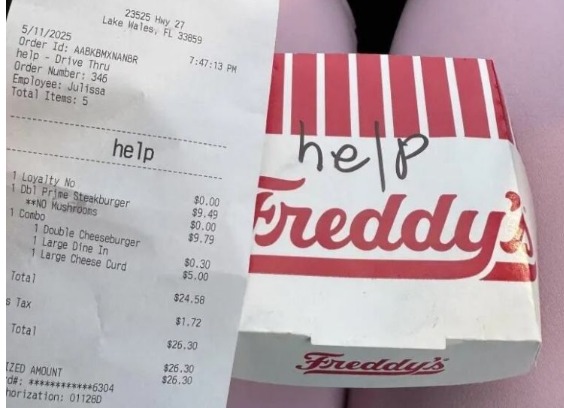 23525 Hwy 27
Lake Wales, FL 33859
5/11/2025 7:47:13 PM
Order Id: AABKBMXNANBR
help - Drive Thru
Order Number: 346
Employee: Julissa
Total Items: 5
help
1 Loyalty No $0.00
1 Dbl Prime Steakburger $9.49
**NO Mushrooms $0.00
1 Combo $9.79
1 Double Cheeseburger
1 Large Dine In $0.30
1 Large Cheese Curd $5.00
Total $24.58
s Tax $1.72
Total $26.30
IZED AMOUNT $26.30
rd#: ************6304 $26.30
horization: 01128D
help
Freddy's
Freddy's